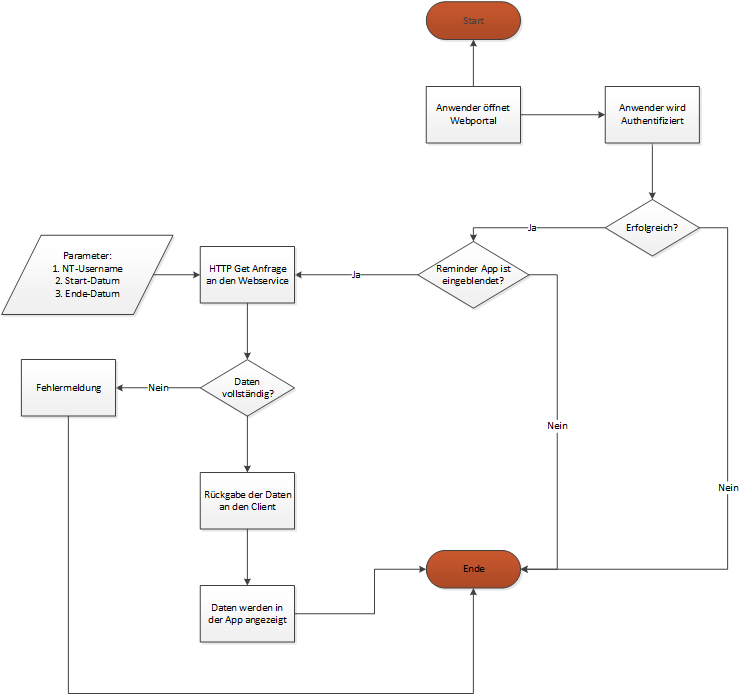 Start
Anwender öffnet
Webportal
Anwender wird
Authentifiziert
Erfolgreich?
Ja
Parameter:
1. NT-Username
2. Start-Datum
3. Ende-Datum
HTTP Get Anfrage
an den Webservice
Ja
Reminder App ist
eingeblendet?
Fehlermeldung
Nein
Daten
vollständig?
Nein
Nein
Rückgabe der Daten
an den Client
Ende
Daten werden in
der App angezeigt